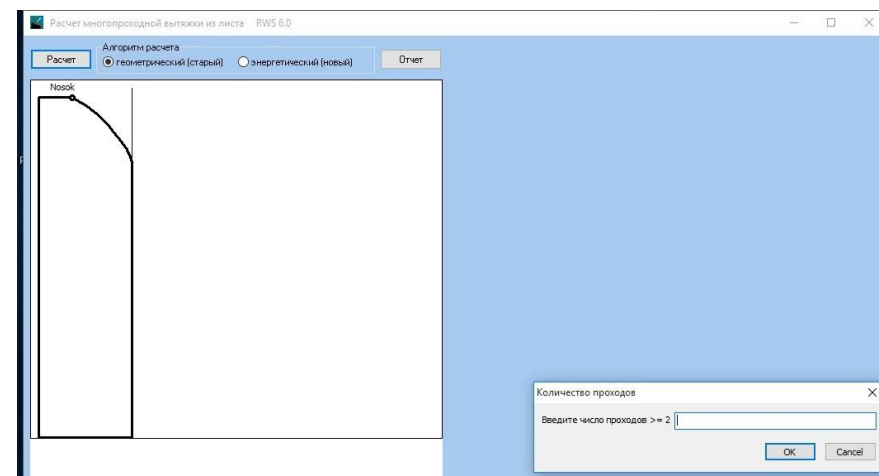 Расчет многопроходной вытяжки из листа RWS 6.0
Алгоритм расчета
Расчет геометрический (старый) энергетический (новый) Отчет
Nosok
Количество проходов
Введите число проходов >= 2
OK Cancel